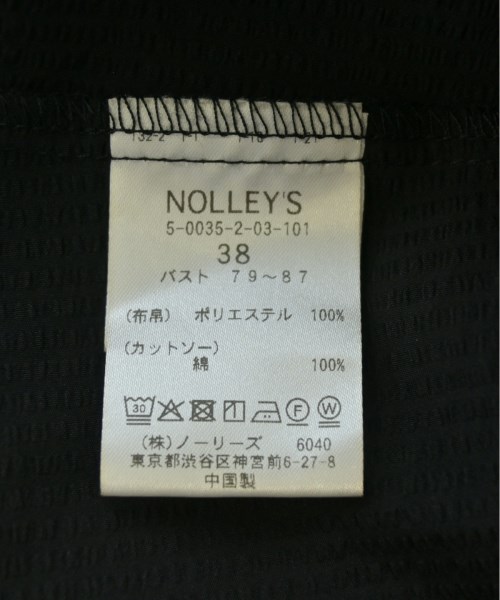 NOLLEY'S
5-0035-2-03-101
38
バスト 79～87
(布帛) ポリエステル 100%
(カットソー)
綿 100%
30 F W
(株)ノーリーズ 6040
東京都渋谷区神宮前6-27-8
中国製